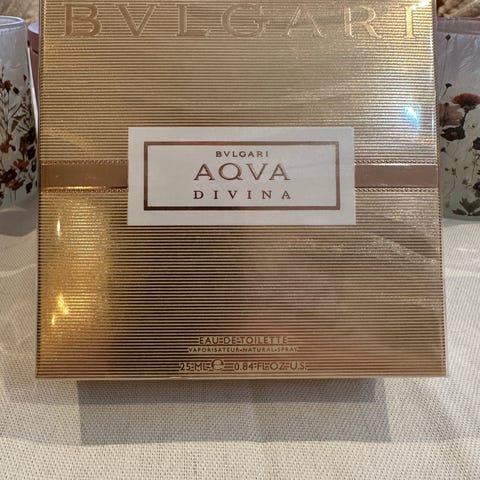 BVLGARI
BVLGARI
AQVA
DIVINA
EAU DE TOILETTE
VAPORISATEUR•NATURAL•SPRAY
25 ML ℮ 0.84 FL.OZ U.S.